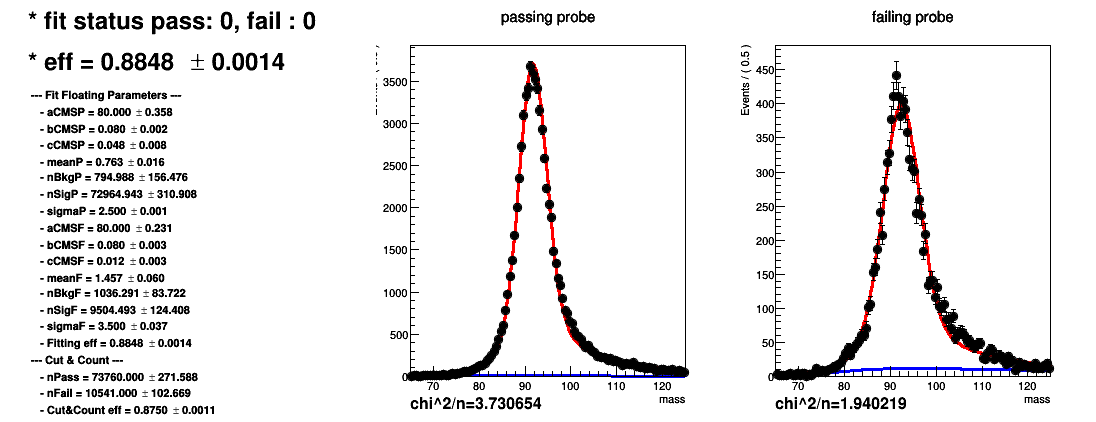 * fit status pass: 0, fail : 0
* eff = 0.8848 ± 0.0014
--- Fit Floating Parameters ---
- aCMSP = 80.000 ± 0.358
- bCMSP = 0.080 ± 0.002
- cCMSP = 0.048 ± 0.008
- meanP = 0.763 ± 0.016
- nBkgP = 794.988 ± 156.476
- nSigP = 72964.943 ± 310.908
- sigmaP = 2.500 ± 0.001
- aCMSF = 80.000 ± 0.231
- bCMSF = 0.080 ± 0.003
- cCMSF = 0.012 ± 0.003
- meanF = 1.457 ± 0.060
- nBkgF = 1036.291 ± 83.722
- nSigF = 9504.493 ± 124.408
- sigmaF = 3.500 ± 0.037
- Fitting eff = 0.8848 ± 0.0014
--- Cut & Count ---
- nPass = 73760.000 ± 271.588
- nFail = 10541.000 ± 102.669
- Cut&Count eff = 0.8750 ± 0.0011
passing probe
3500
3000
2500
2000
1500
1000
500
0
70 80 90 100 110 120
mass
chi^2/n=3.730654
failing probe
Events / ( 0.5 )
450
400
350
300
250
200
150
100
50
0
70 80 90 100 110 120
mass
chi^2/n=1.940219